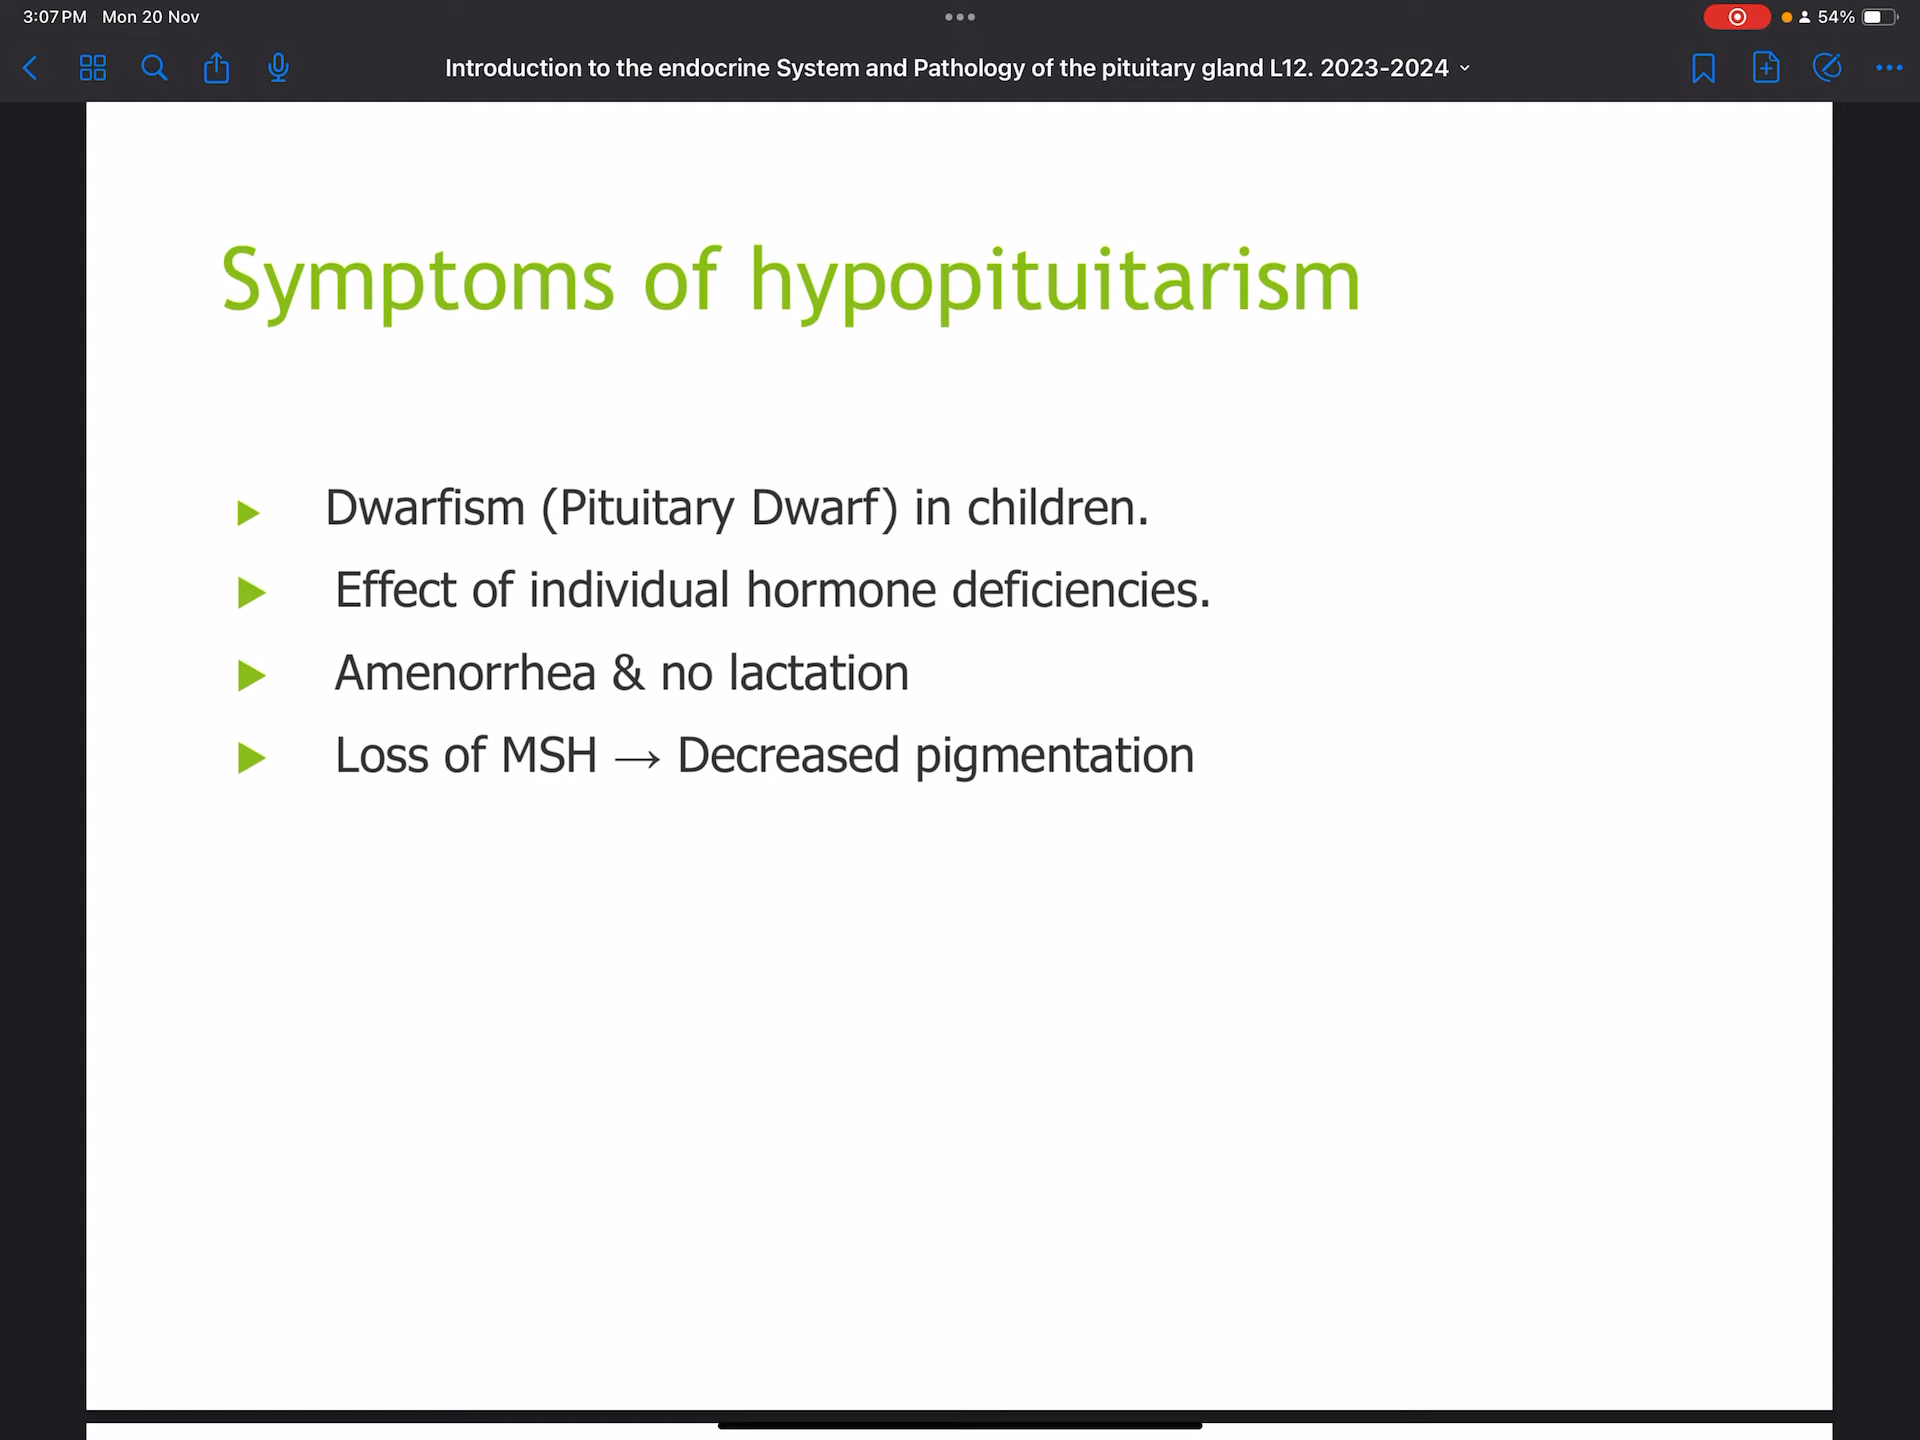 3:07 PM Mon 20 Nov
54%
Introduction to the endocrine System and Pathology of the pituitary gland L12. 2023-2024
Symptoms of hypopituitarism
Dwarfism (Pituitary Dwarf) in children.
Effect of individual hormone deficiencies.
Amenorrhea & no lactation
Loss of MSH → Decreased pigmentation